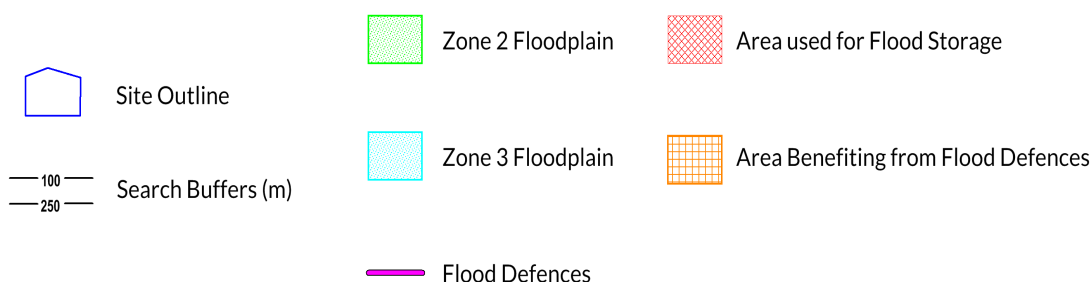 Site Outline
100
250
Search Buffers (m)
Zone 2 Floodplain
Zone 3 Floodplain
Flood Defences
Area used for Flood Storage
Area Benefiting from Flood Defences